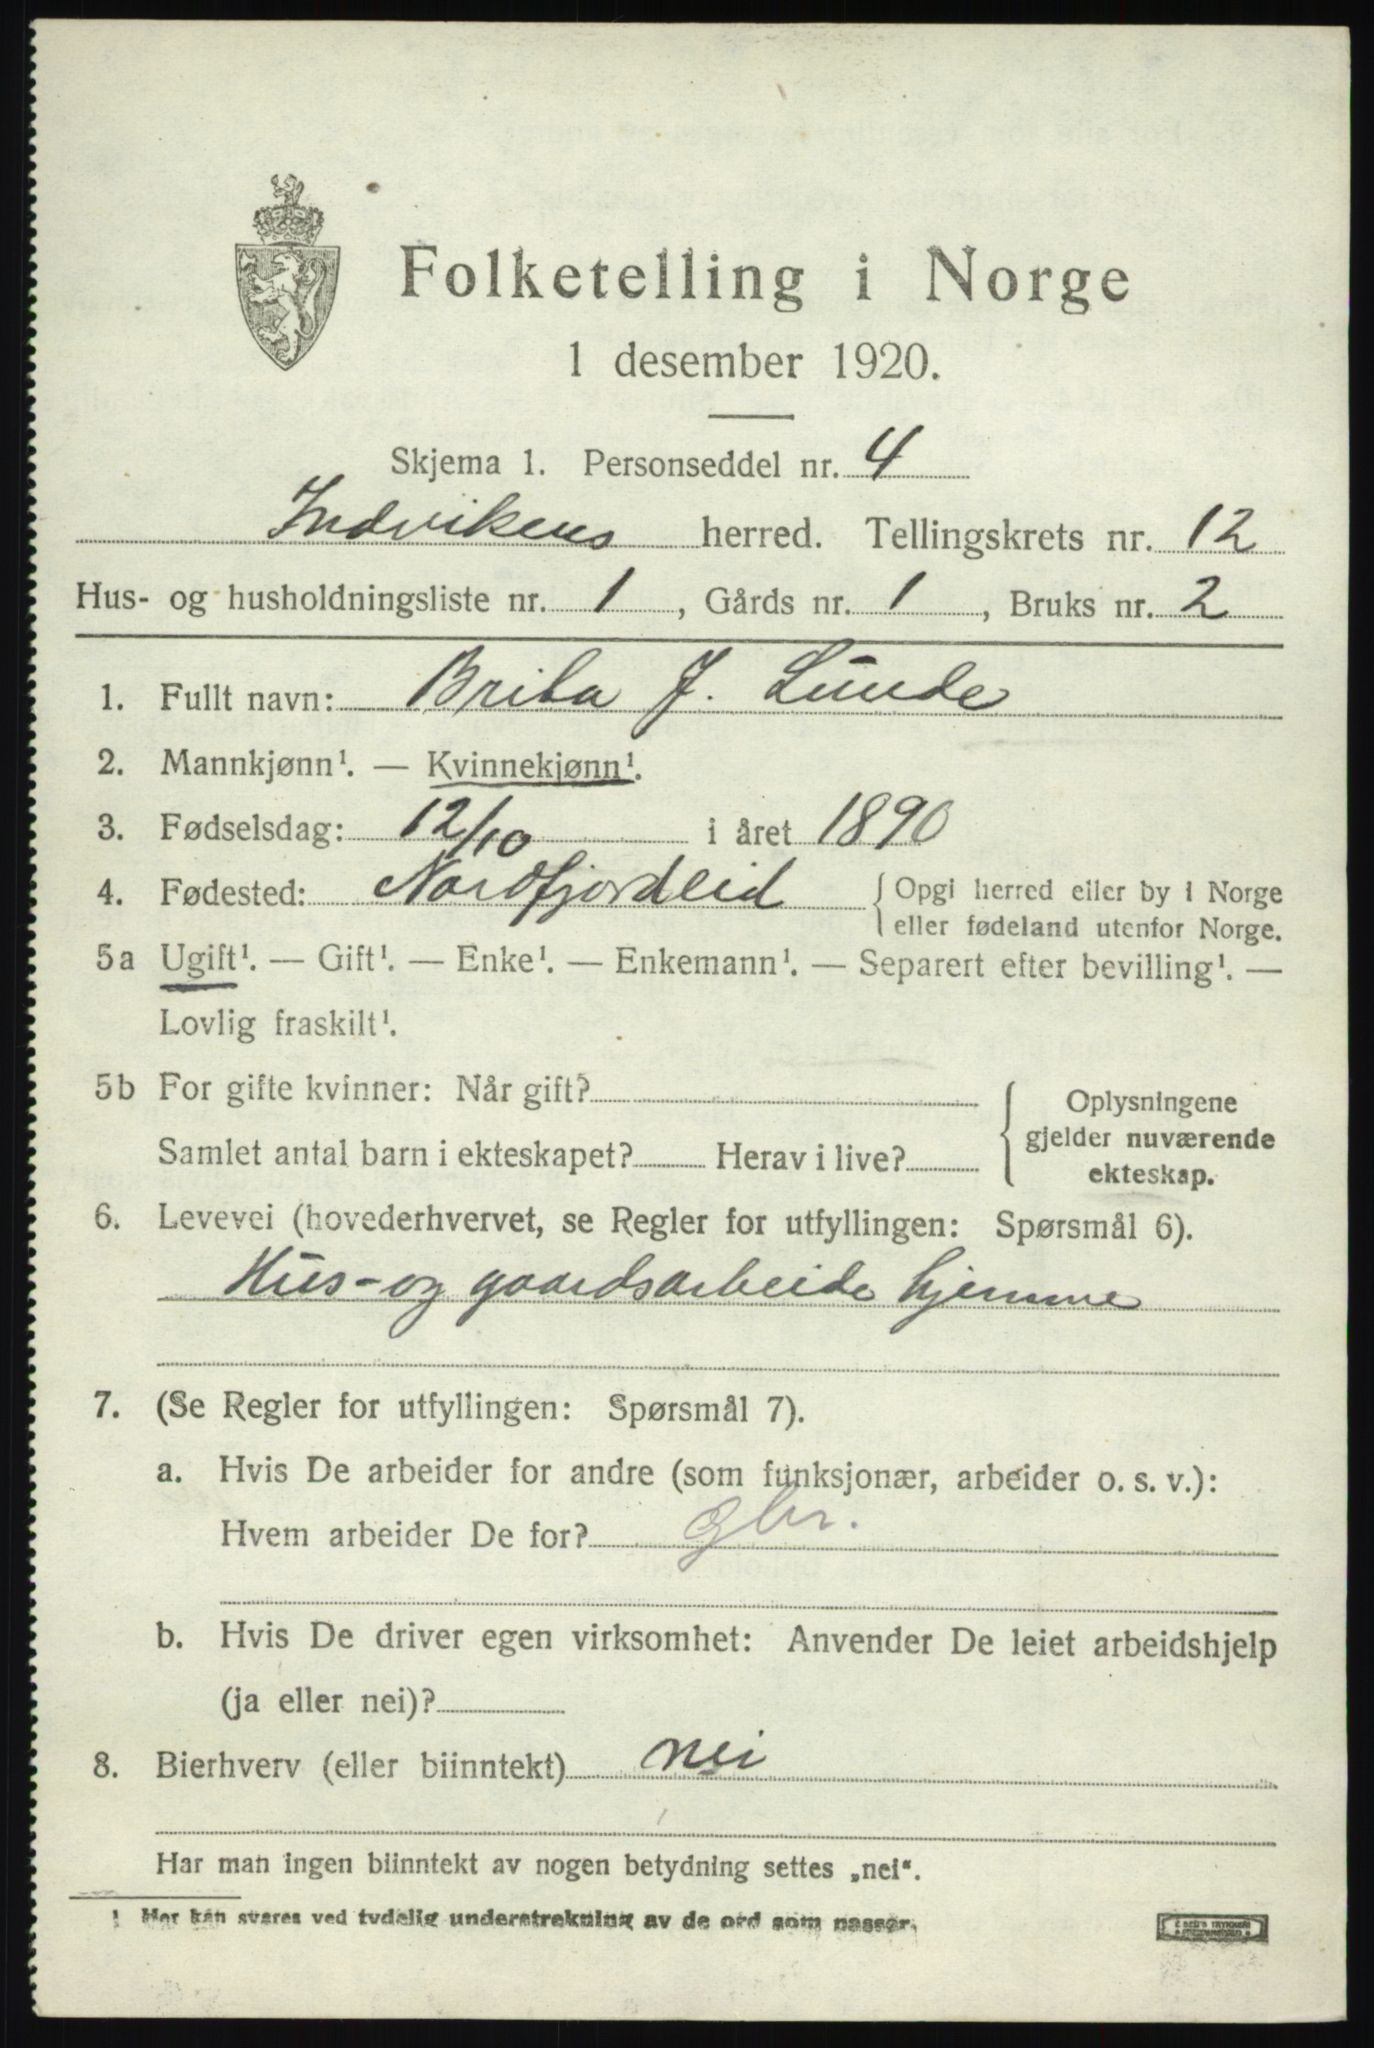 Folketelling i Norge
1 desember 1920.
Skjema 1. Personseddel nr. 4
Indvikens herred. Tellingskrets nr. 12
Hus- og husholdningsliste nr. 1, Gårds nr. 1, Bruks nr. 2
1. Fullt navn: Brita J. Lunde
2. Mannkjønn¹. — Kvinnekjønn¹.
3. Fødselsdag: 12/10 i året 1890
4. Fødested: Nordfjordeid {Opgi herred eller by i Norge
eller fødeland utenfor Norge.
5a Ugift¹. — Gift¹. — Enke¹. — Enkemann¹. — Separert efter bevilling¹. —
Lovlig fraskilt¹.
5b For gifte kvinner: Når gift?
Samlet antal barn i ekteskapet? Herav i live?
Oplysningene
gjelder nuværende
ekteskap.
6. Levevei (hovederhvervet, se Regler for utfyllingen: Spørsmål 6).
Hus- og gaardsarbeide hjemme
7. (Se Regler for utfyllingen: Spørsmål 7).
a. Hvis De arbeider for andre (som funksjonær, arbeider o. s. v.):
Hvem arbeider De for? gbr.
b. Hvis De driver egen virksomhet: Anvender De leiet arbeidshjelp
(ja eller nei)?
8. Bierhverv (eller biinntekt) nei
Har man ingen biinntekt av nogen betydning settes „nei“.
1 Her kan svares ved tydelig understrekning av de ord som passer.